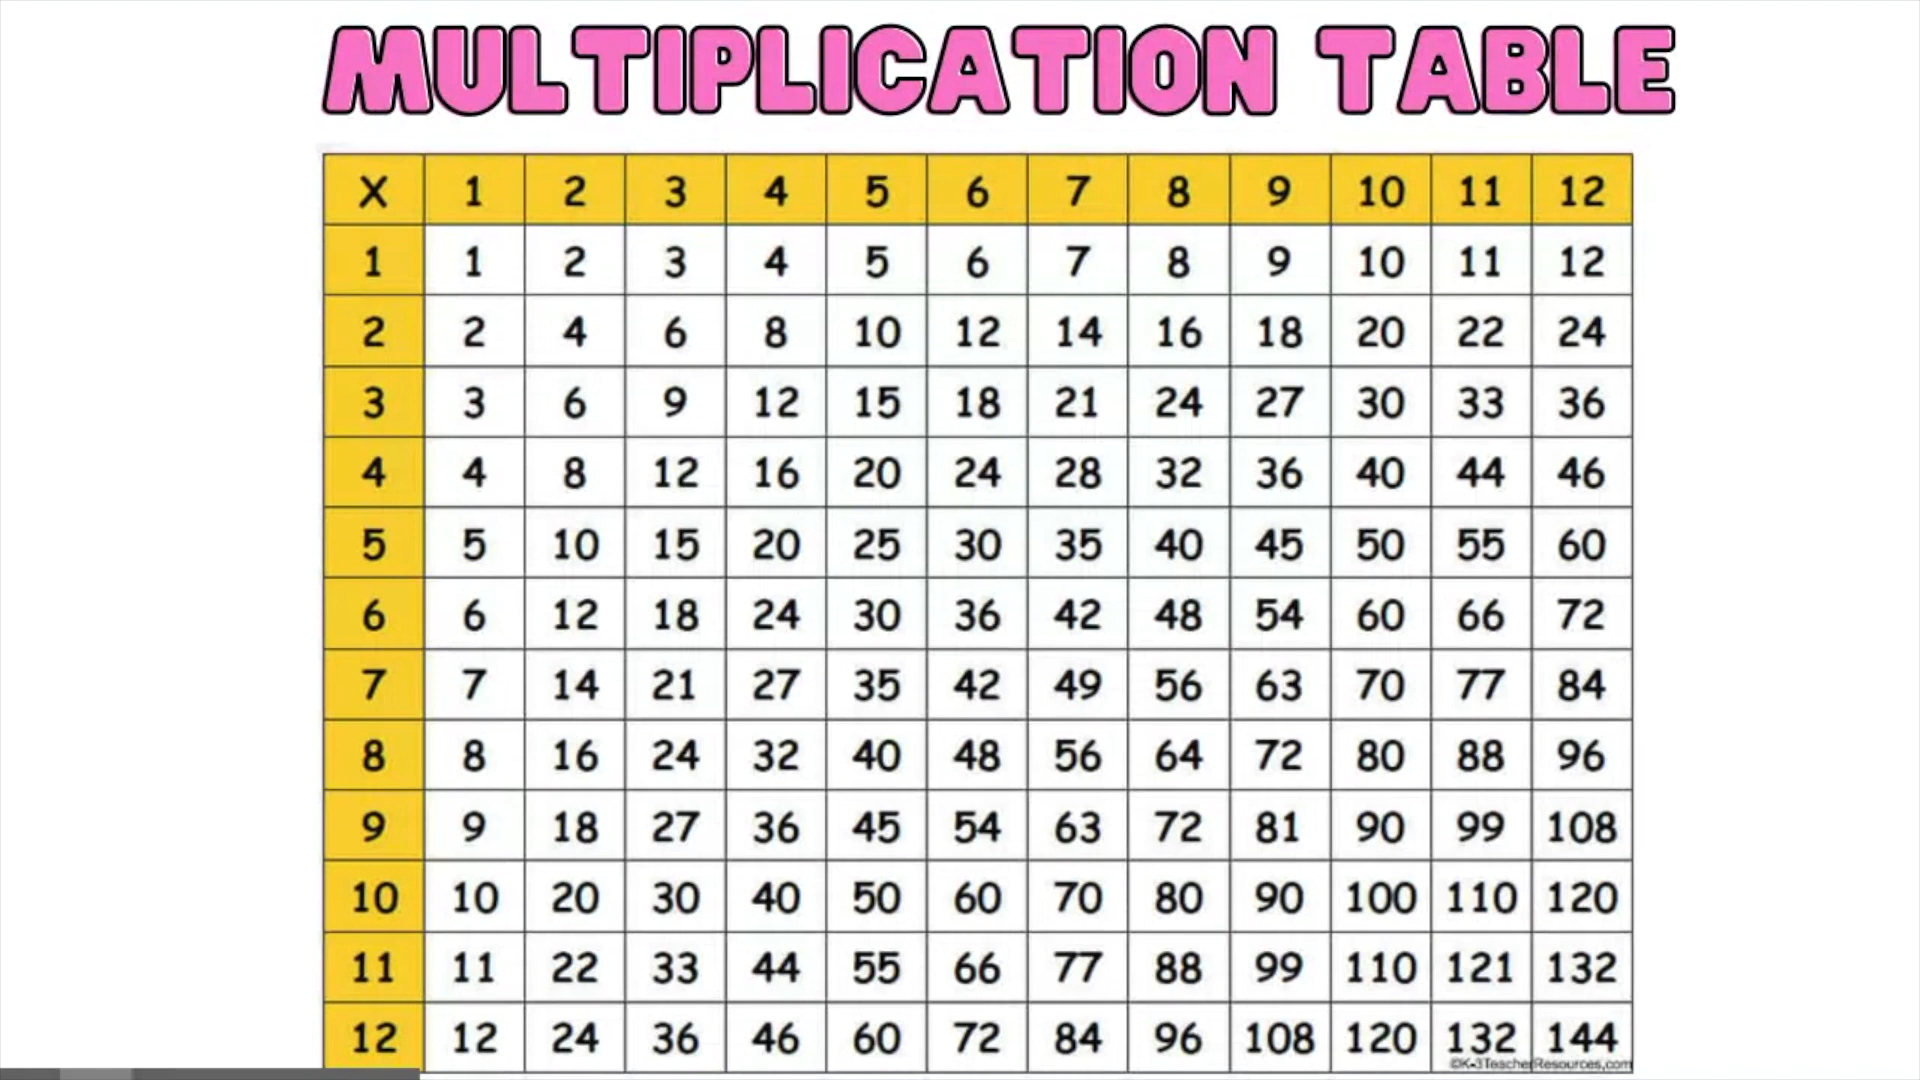 MULTIPLICATION TABLE
X 1 2 3 4 5 6 7 8 9 10 11 12
1 1 2 3 4 5 6 7 8 9 10 11 12
2 2 4 6 8 10 12 14 16 18 20 22 24
3 3 6 9 12 15 18 21 24 27 30 33 36
4 4 8 12 16 20 24 28 32 36 40 44 46
5 5 10 15 20 25 30 35 40 45 50 55 60
6 6 12 18 24 30 36 42 48 54 60 66 72
7 7 14 21 27 35 42 49 56 63 70 77 84
8 8 16 24 32 40 48 56 64 72 80 88 96
9 9 18 27 36 45 54 63 72 81 90 99 108
10 10 20 30 40 50 60 70 80 90 100 110 120
11 11 22 33 44 55 66 77 88 99 110 121 132
12 12 24 36 46 60 72 84 96 108 120 132 144
©K-3TeacherResources.com